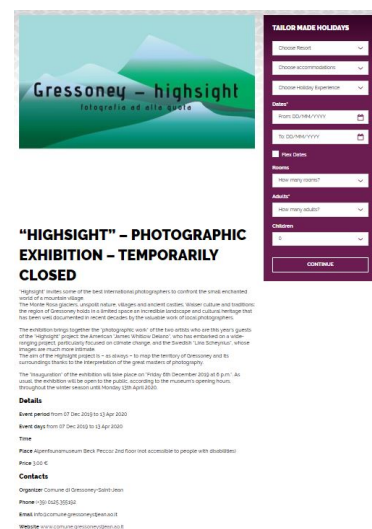 Gressoney – highsight
fotografia ad alte quote
TAILOR MADE HOLIDAYS
Choose Resort
Choose accommodations
Choose Holiday Experience
Dates*
From: DD/MM/YYYY
To: DD/MM/YYYY
Flex Dates
Rooms
How many rooms?
Adults*
How many adults?
Children
0
CONTINUE
“HIGHSIGHT” – PHOTOGRAPHIC
EXHIBITION – TEMPORARILY
CLOSED
“Highsight” invites some of the best international photographers to confront the small enchanted
world of a mountain village.
The Monte Rosa glaciers, unspoilt nature, villages and ancient castles, Walser culture and traditions:
the region of Gressoney holds in a limited space an incredible landscape and cultural heritage that
has been well documented in recent decades by the valuable work of local photographers.
The exhibition brings together the “photographic work” of the two artists who are this year's guests
of the “Highsight” project: the American “James Whitlow Delano”, who has embarked on a wide-
ranging project, particularly focused on climate change, and the Swedish “Lina Scheynius”, whose
images are much more intimate.
The aim of the Highsight project is – as always – to map the territory of Gressoney and its
surroundings thanks to the interpretation of the great masters of photography.
The “inauguration” of the exhibition will take place on “Friday 6th December 2019 at 6 p.m.”. As
usual, the exhibition will be open to the public, according to the museum's opening hours,
throughout the winter season until Monday 13th April 2020.
Details
Event period from 07 Dec 2019 to 13 Apr 2020
Event days from 07 Dec 2019 to 13 Apr 2020
Time
Place Alpenfaunamuseum Beck Peccoz 2nd floor (not accessible to people with disabilities)
Price 3,00 €
Contacts
Organizer Comune di Gressoney-Saint-Jean
Phone (+39) 0125.355192
Email info@comune.gressoneystjean.ao.it
Website www.comune.gressoneystjean.ao.it